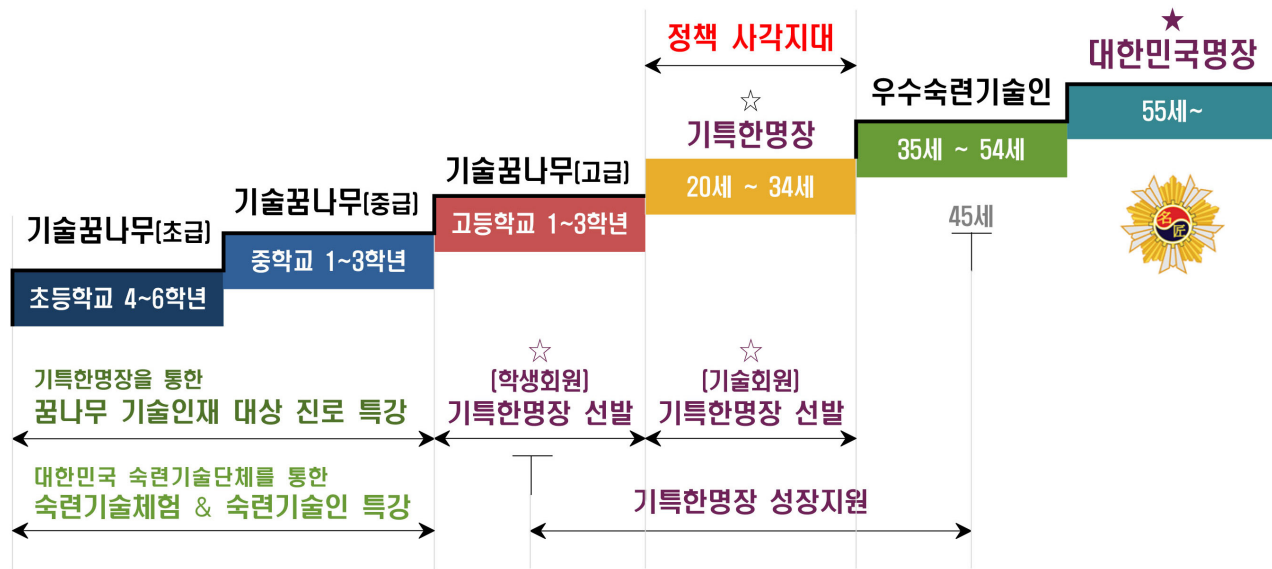 정책 사각지대
★
대한민국명장
55세~
우수숙련기술인
35세 ~ 54세
45세
☆
기특한명장
20세 ~ 34세
기술꿈나무(고급)
고등학교 1~3학년
기술꿈나무(중급)
중학교 1~3학년
기술꿈나무(초급)
초등학교 4~6학년
名匠
기특한명장을 통한
꿈나무 기술인재 대상 진로 특강
☆
(학생회원)
기특한명장 선발
☆
(기술회원)
기특한명장 선발
대한민국 숙련기술단체를 통한
숙련기술체험 & 숙련기술인 특강
기특한명장 성장지원